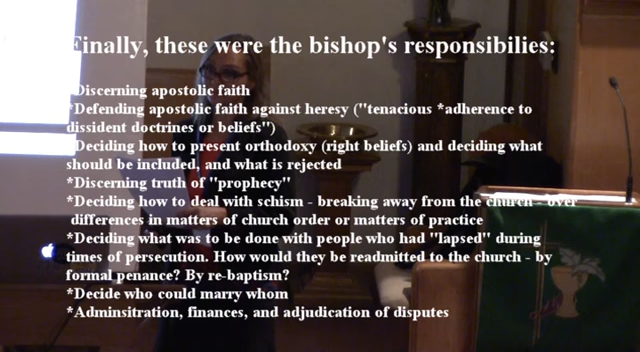 Finally, these were the bishop's responsibilies:
*Discerning apostolic faith
*Defending apostolic faith against heresy ("tenacious *adherence to
dissident doctrines or beliefs")
*Deciding how to present orthodoxy (right beliefs) and deciding what
should be included, and what is rejected
*Discerning truth of "prophecy"
*Deciding how to deal with schism - breaking away from the church - over
differences in matters of church order or matters of practice
*Deciding what was to be done with people who had "lapsed" during
times of persecution. How would they be readmitted to the church - by
formal penance? By re-baptism?
*Decide who could marry whom
*Adminsitration, finances, and adjudication of disputes